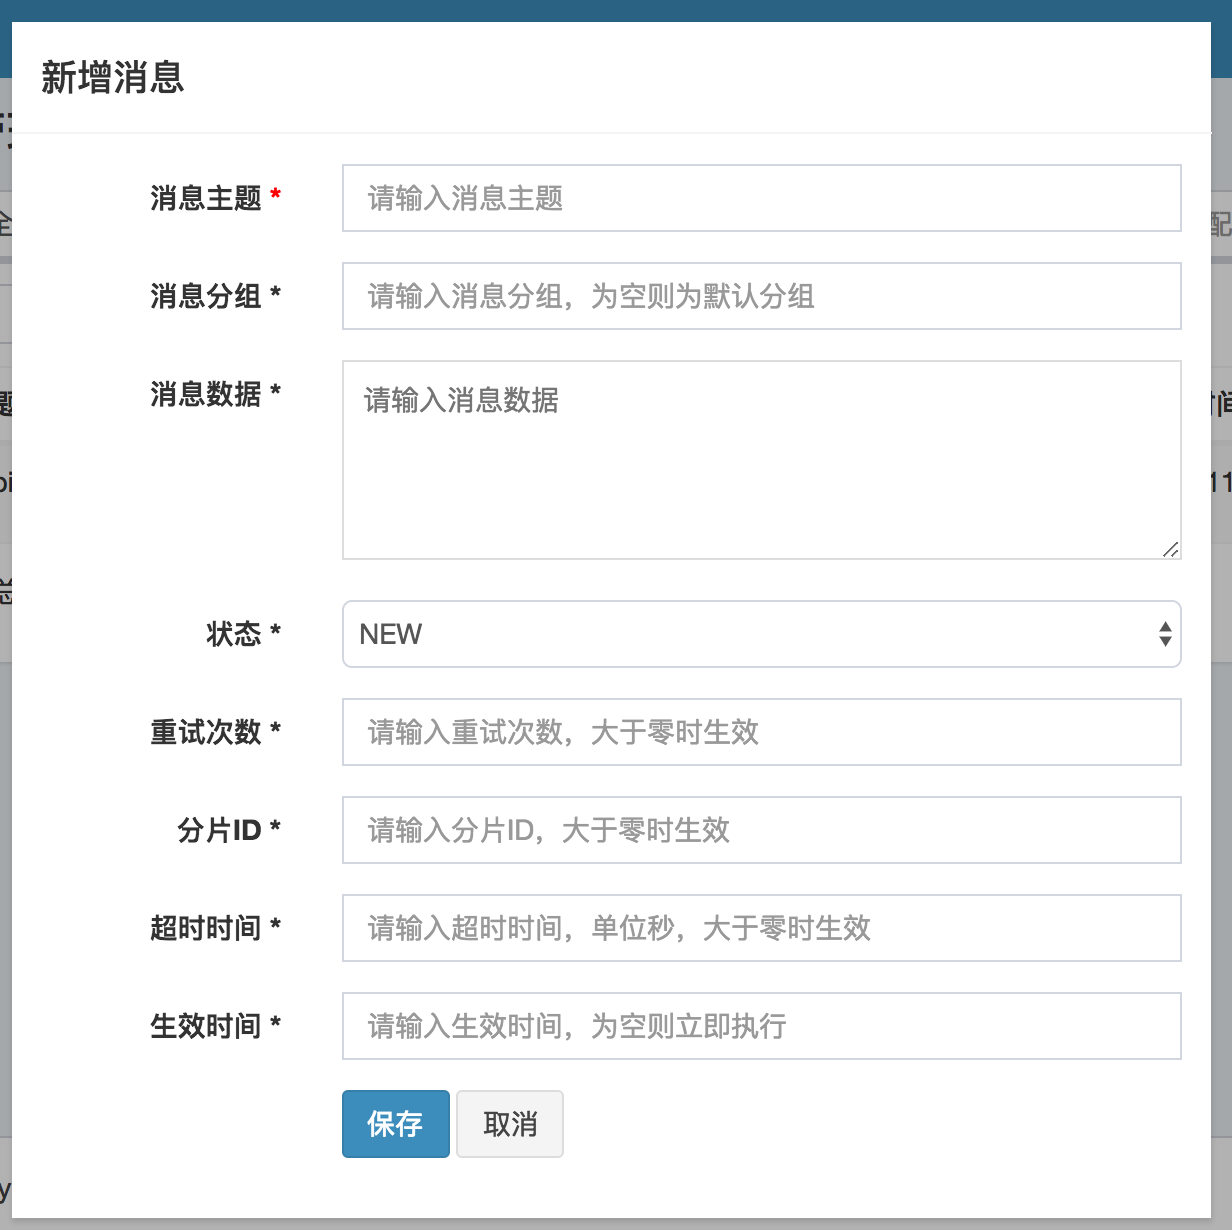 新增消息
消息主题 *
请输入消息主题
消息分组 *
请输入消息分组，为空则为默认分组
消息数据 *
请输入消息数据
状态 *
NEW
重试次数 *
请输入重试次数，大于零时生效
分片ID *
请输入分片ID，大于零时生效
超时时间 *
请输入超时时间，单位秒，大于零时生效
生效时间 *
请输入生效时间，为空则立即执行
保存
取消
全
配
题
间
11
总
y